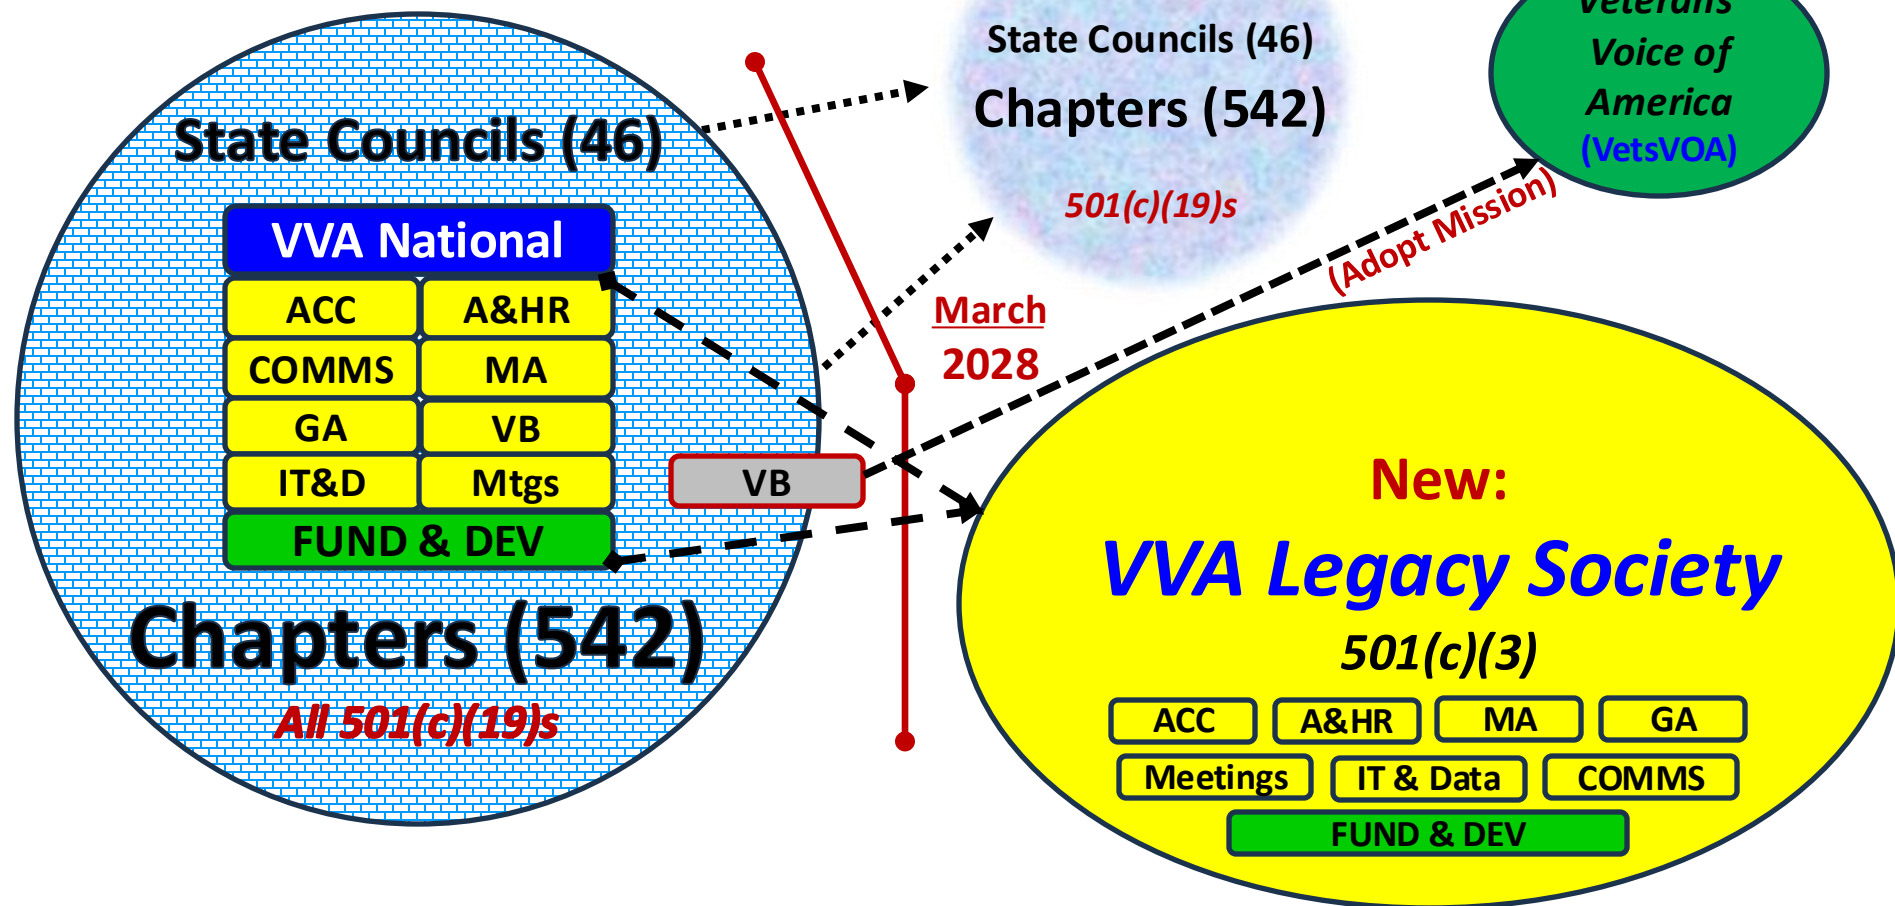 State Councils (46)
VVA National
ACC
A&HR
COMMS
MA
GA
VB
IT&D
Mtgs
FUND & DEV
Chapters (542)
All 501(c)(19)s
VB
March
2028
State Councils (46)
Chapters (542)
501(c)(19)s
Veterans
Voice of
America
(VetsVOA)
(Adopt Mission)
New:
VVA Legacy Society
501(c)(3)
ACC
A&HR
MA
GA
Meetings
IT & Data
COMMS
FUND & DEV